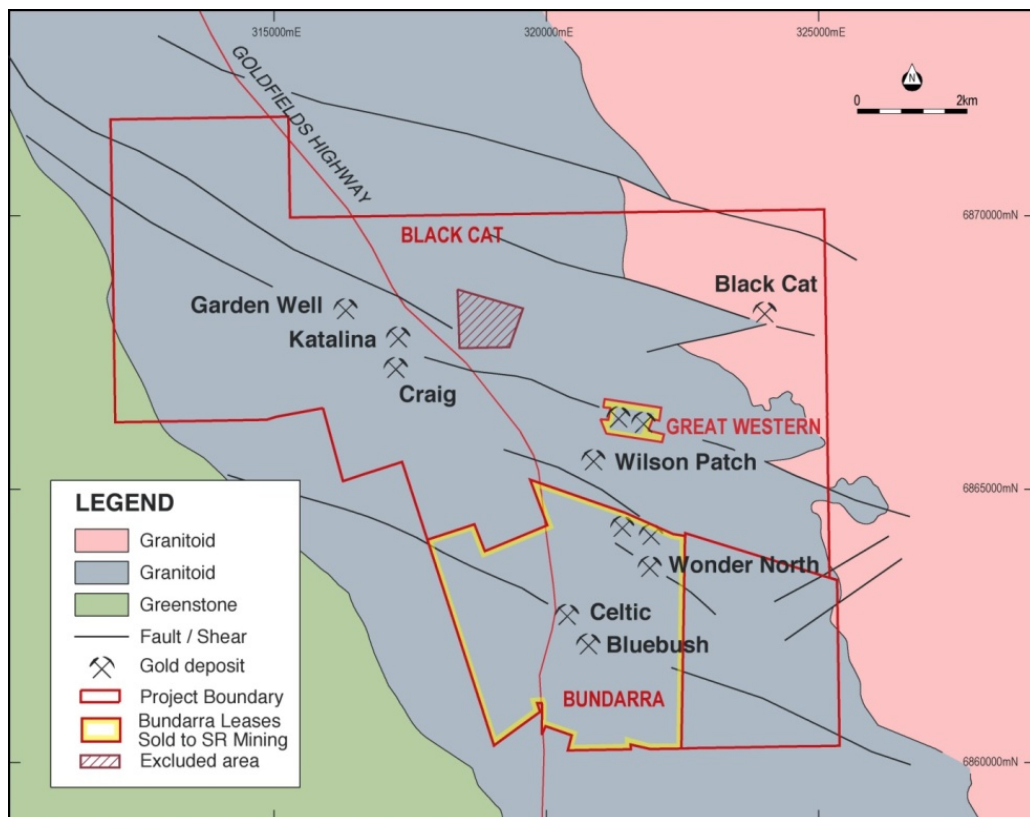 315000mE
320000mE
325000mE
GOLDFIELDS HIGHWAY
N
0
2km
6870000mN
BLACK CAT
Black Cat
Garden Well
Katalina
Craig
GREAT WESTERN
Wilson Patch
6865000mN
Wonder North
Celtic
Bluebush
BUNDARRA
6860000mN
LEGEND
Granitoid
Granitoid
Greenstone
Fault / Shear
Gold deposit
Project Boundary
Bundarra Leases
Sold to SR Mining
Excluded area